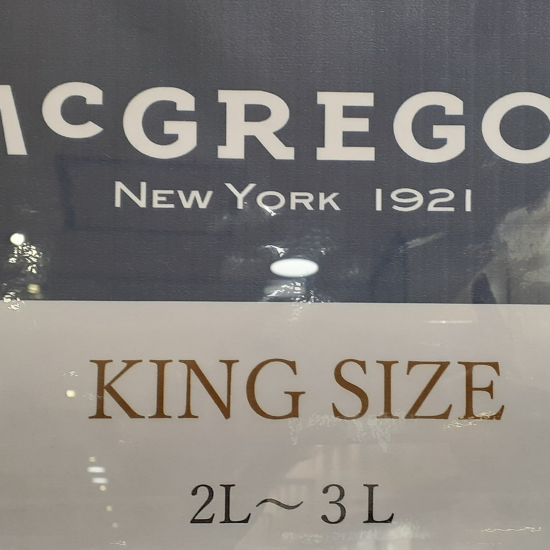 McGREGO
NEW YORK 1921
KING SIZE
2L～3L